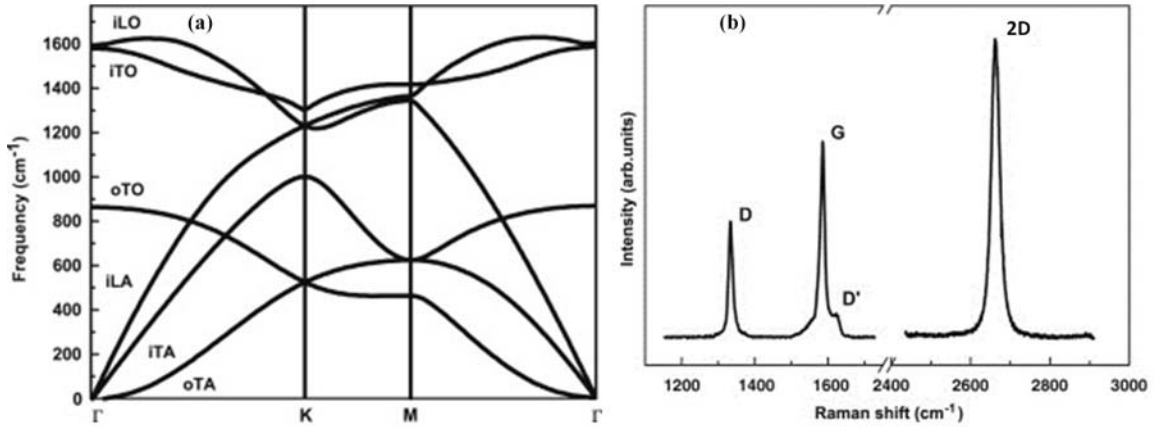 (a)
iLO
iTO
oTO
iLA
iTA
oTA
Frequency (cm⁻¹)
1600
1400
1200
1000
800
600
400
200
0
Γ K M Γ
(b)
2D
G
D
D'
Intensity (arb.units)
1200 1400 1600 2400 2600 2800 3000
Raman shift (cm⁻¹)